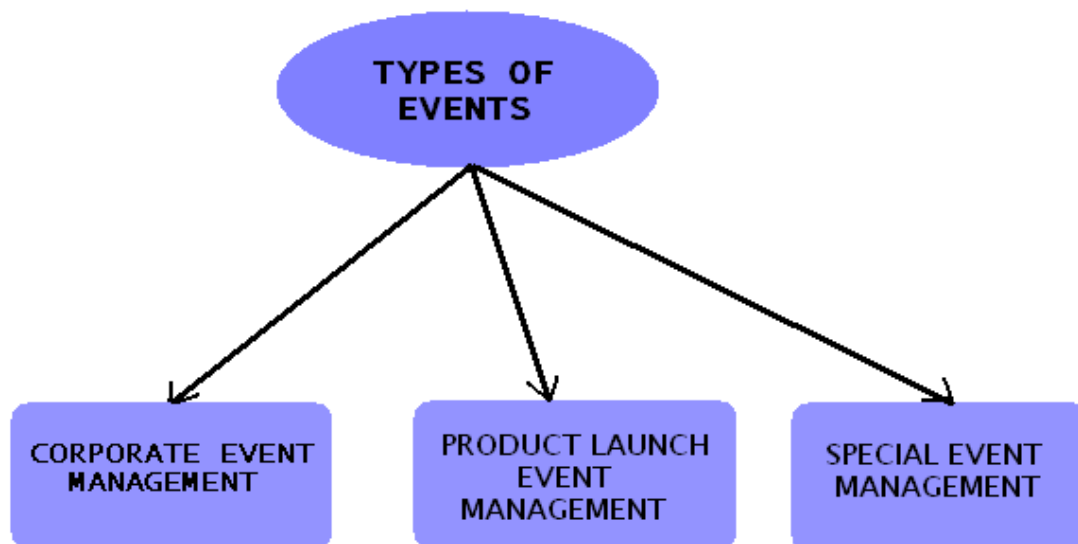 TYPES OF
EVENTS
CORPORATE EVENT
MANAGEMENT
PRODUCT LAUNCH
EVENT
MANAGEMENT
SPECIAL EVENT
MANAGEMENT